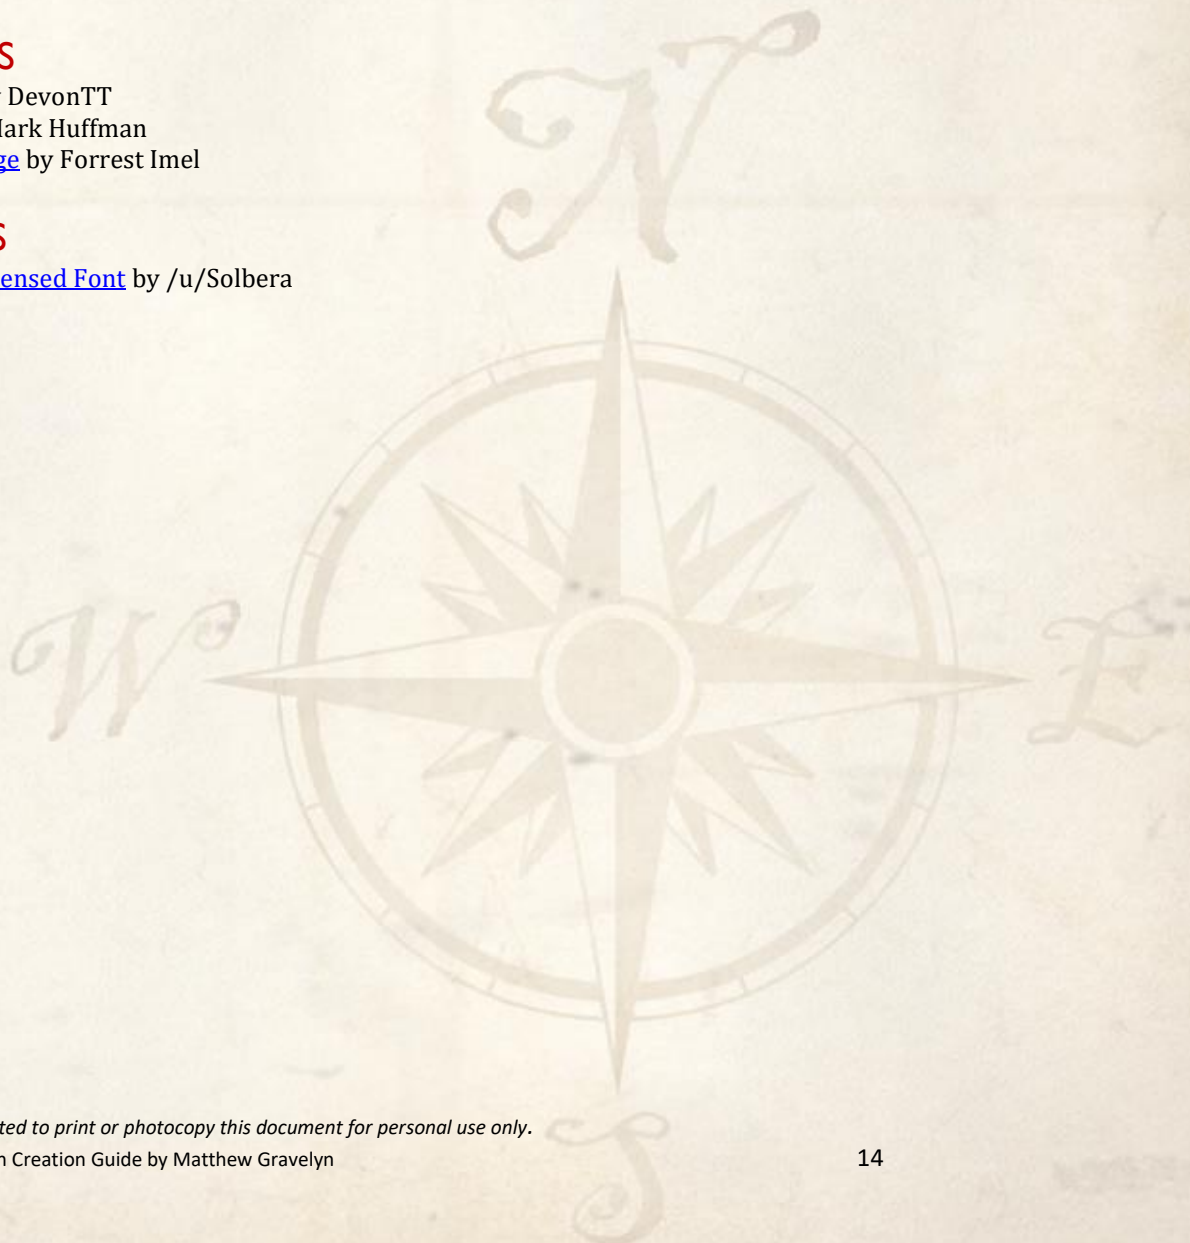 S
DevonTT
Mark Huffman
ge by Forrest Imel
S
ensed Font by /u/Solbera
N
W
E
S
ted to print or photocopy this document for personal use only.
n Creation Guide by Matthew Gravelyn
14